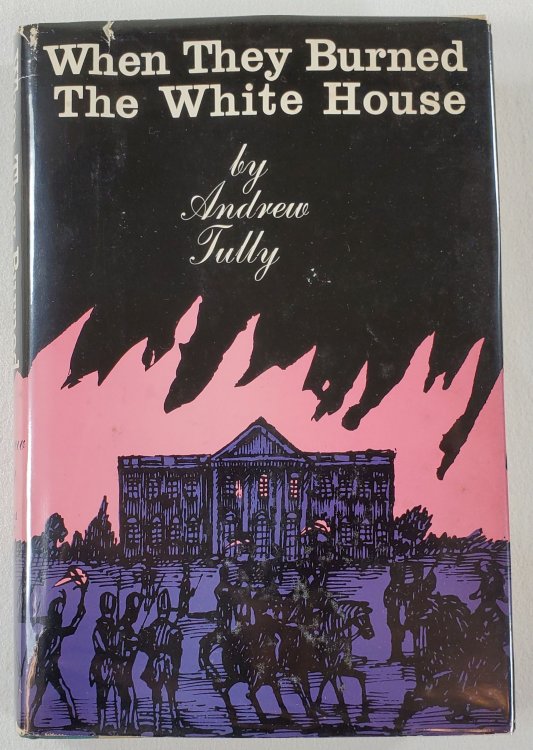 When They Burned
The White House
by
Andrew
Tully